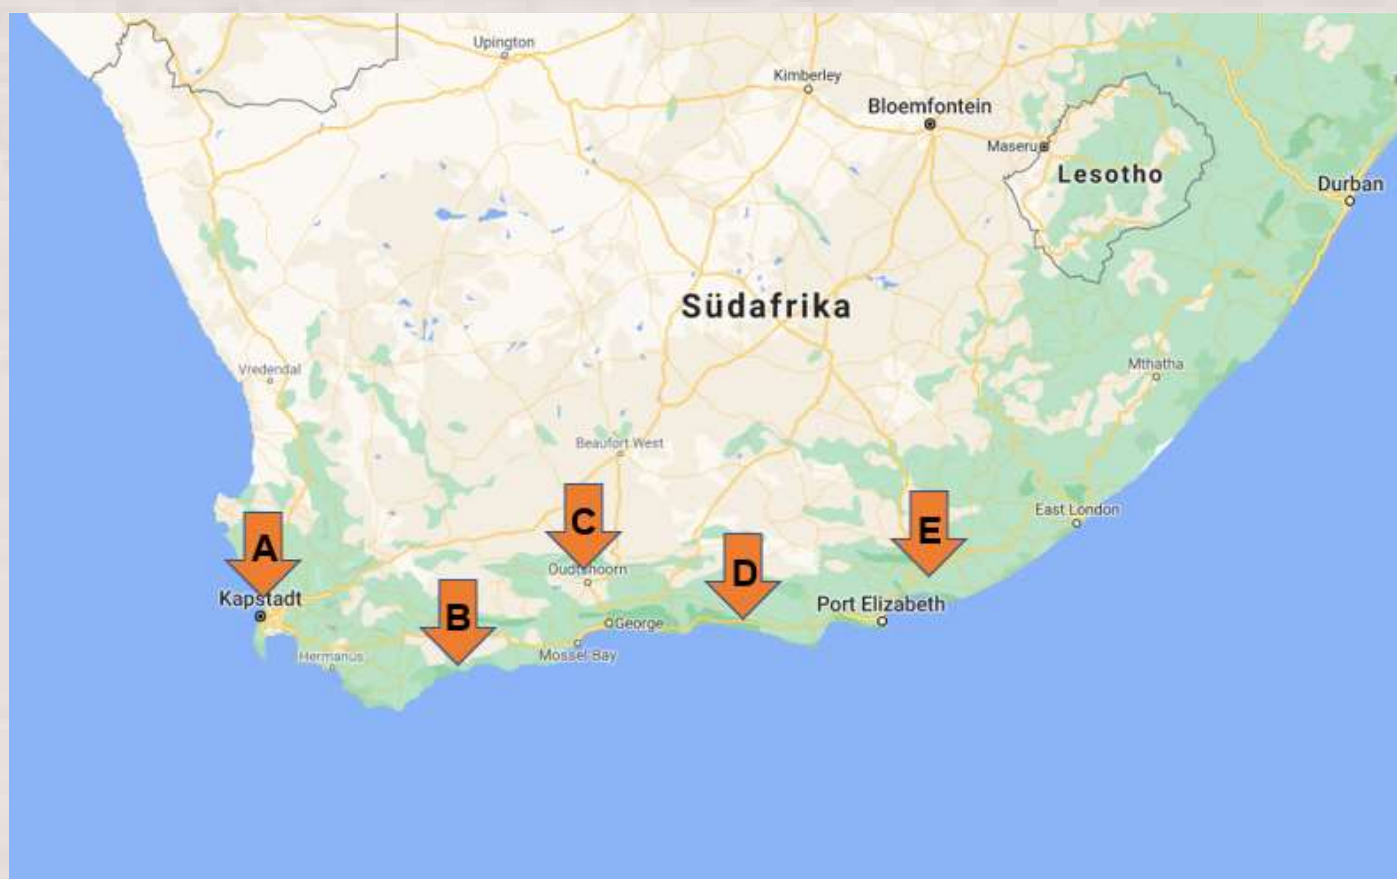 Upington
Kimberley
Bloemfontein
Maseru
Lesotho
Durban
Südafrika
Vredendal
Mthatha
Beaufort West
East London
A
B
C
D
E
Oudtshoorn
Kapstadt
Port Elizabeth
George
Hermanus
Mossel Bay